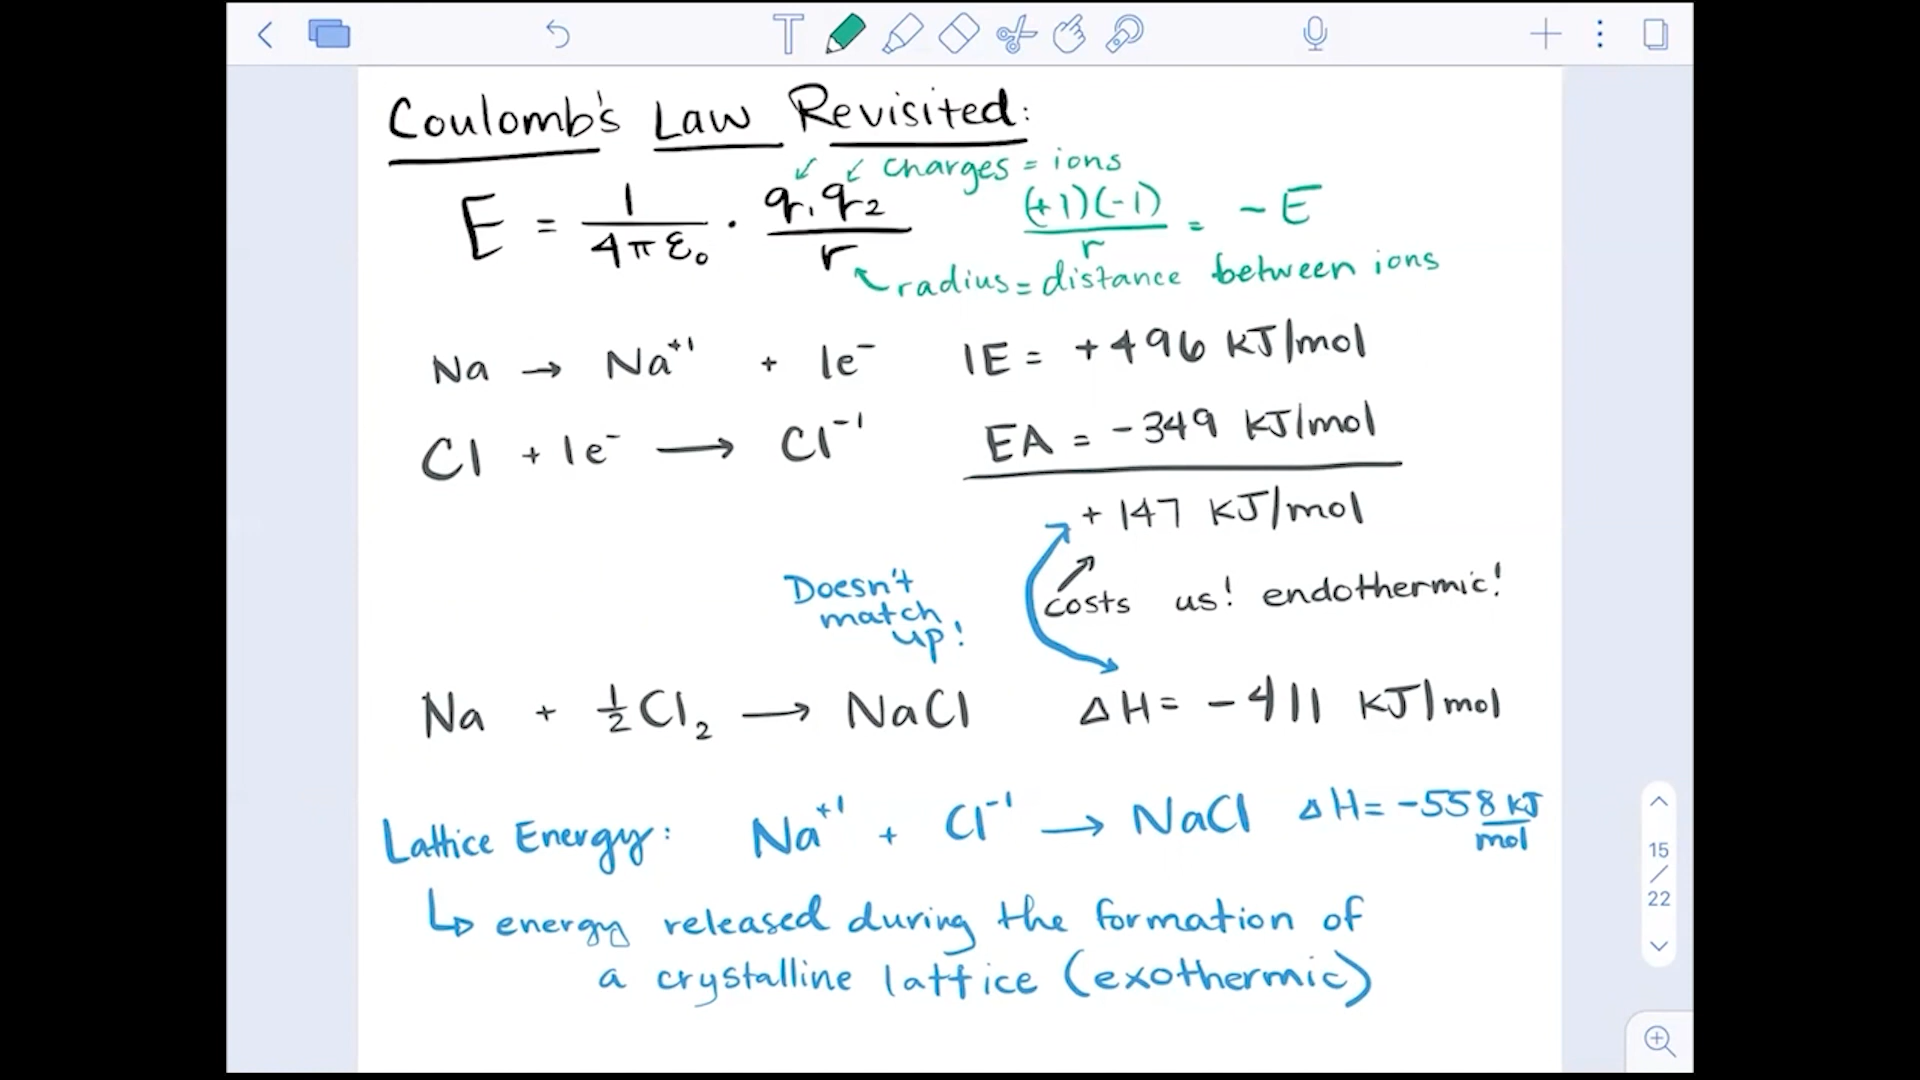 Coulomb's Law Revisited:
charges = ions
E = 1/4πε₀ · q₁q₂/r
(+1)(-1)/r = -E
radius = distance between ions
Na → Na⁺¹ + 1e⁻ IE = +496 KJ/mol
Cl + 1e⁻ → Cl⁻¹ EA = -349 KJ/mol
+ 147 KJ/mol
costs us! endothermic!
Doesn't
match
up!
Na + ½Cl₂ → NaCl ΔH = -411 KJ/mol
Lattice Energy: Na⁺¹ + Cl⁻¹ → NaCl ΔH = -558 KJ/mol
↳ energy released during the formation of
a crystalline lattice (exothermic)
15
/
22